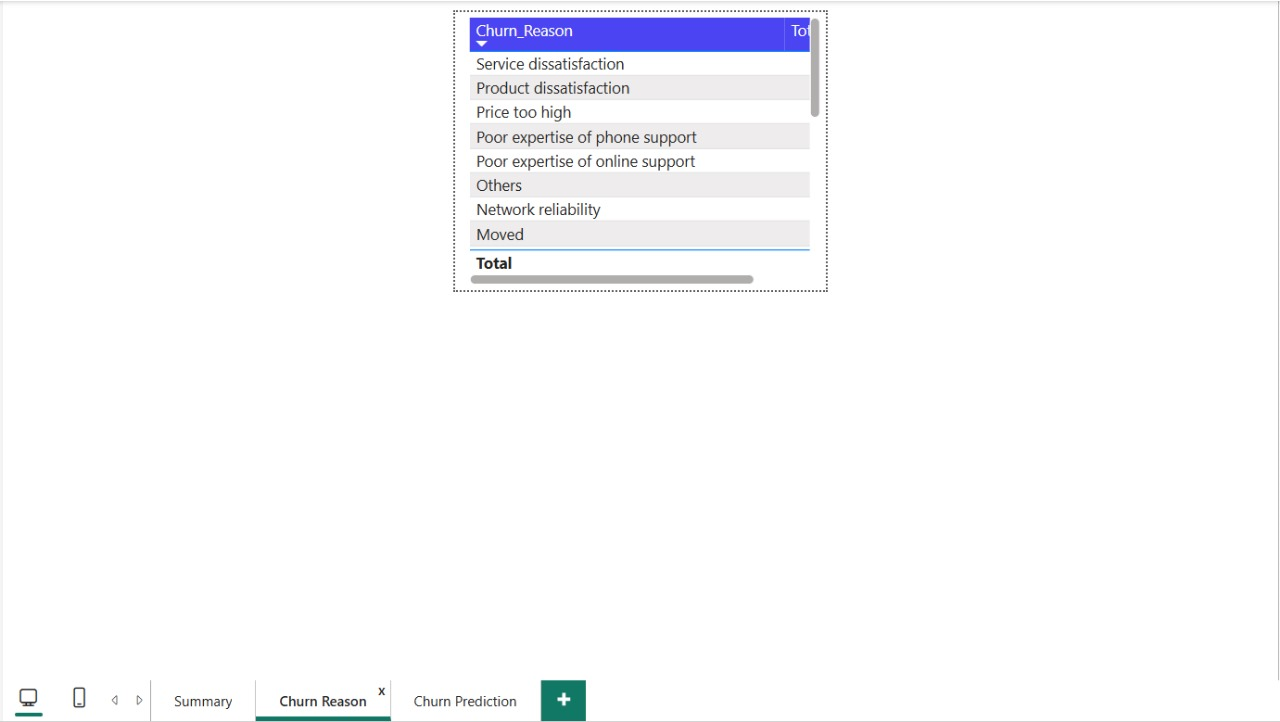 Churn_Reason Tot
Service dissatisfaction
Product dissatisfaction
Price too high
Poor expertise of phone support
Poor expertise of online support
Others
Network reliability
Moved
Total
Summary Churn Reason x Churn Prediction +